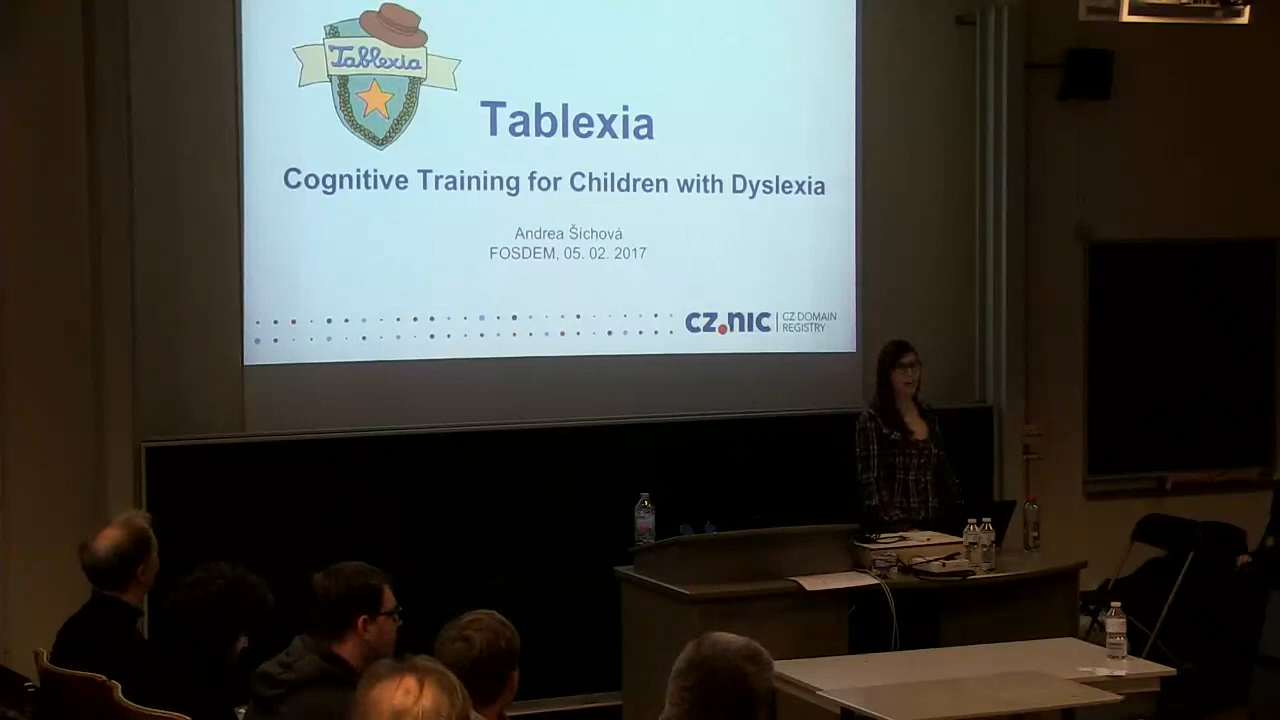 Tablexia
Tablexia
Cognitive Training for Children with Dyslexia
Andrea Šichová
FOSDEM, 05. 02. 2017
CZ.NIC | CZ DOMAIN
REGISTRY